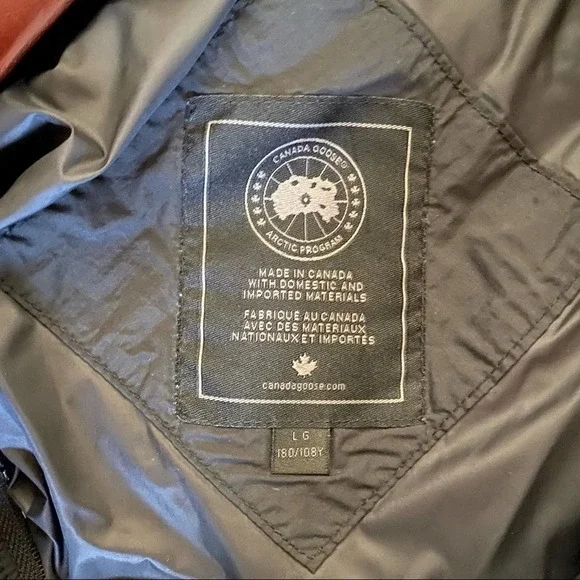 CANADA GOOSE®
ARCTIC PROGRAM
MADE IN CANADA
WITH DOMESTIC AND
IMPORTED MATERIALS
FABRIQUÉ AU CANADA
AVEC DES MATERIAUX
NATIONAUX ET IMPORTÉS
canadagoose.com
LG
180/108Y